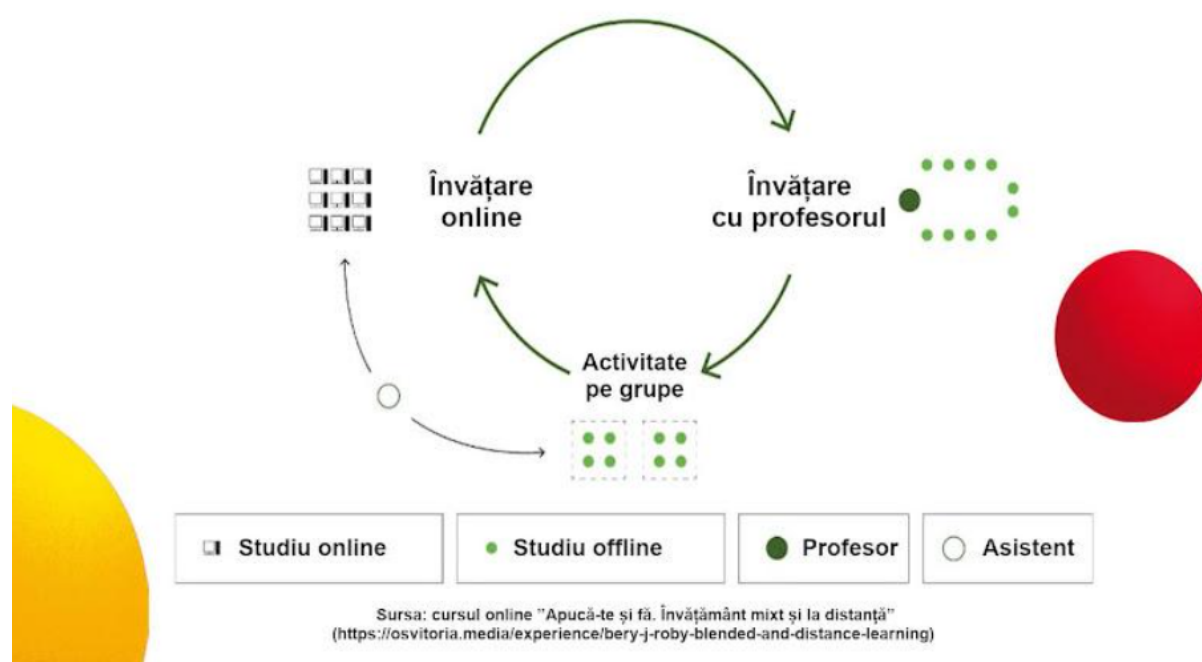 Învățare
online
Învățare
cu profesorul
Activitate
pe grupe
Studiu online
Studiu offline
Profesor
Asistent
Sursa: cursul online ”Apucă-te și fă. Învățământ mixt și la distanță”
(https://osvitoria.media/experience/bery-j-roby-blended-and-distance-learning)